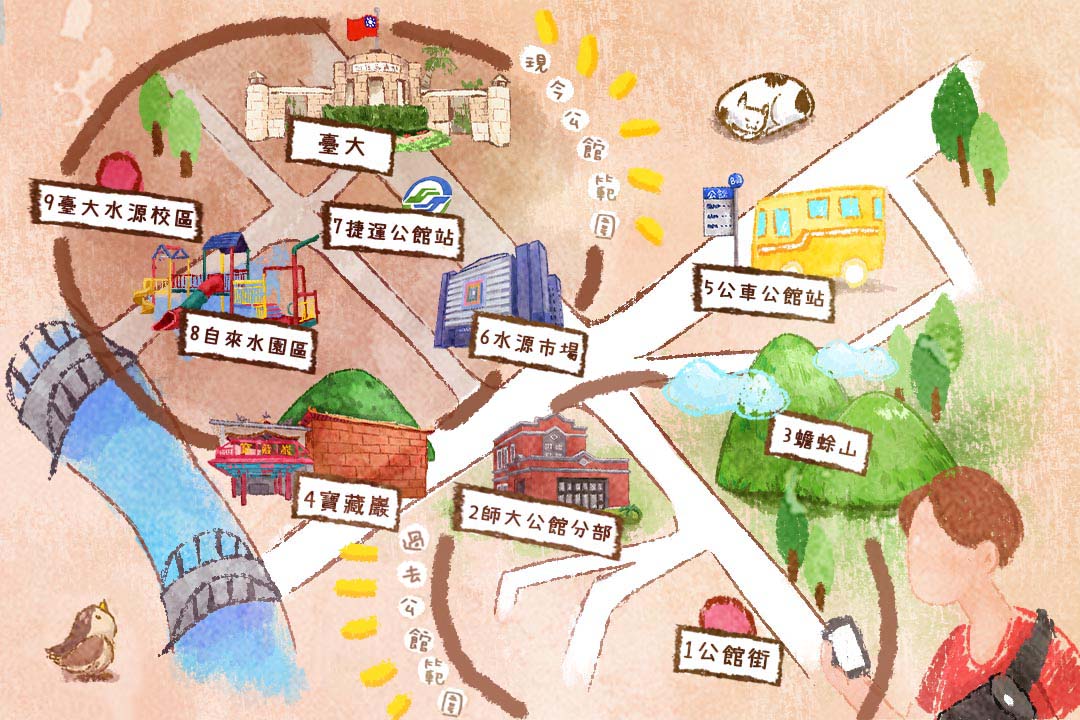 現今公館範圍
臺大
9臺大水源校區
7捷運公館站
公館
5公車公館站
8自來水園區
6水源市場
3蟾蜍山
4寶藏巖
2師大公館分部
過去公館範圍
1公館街